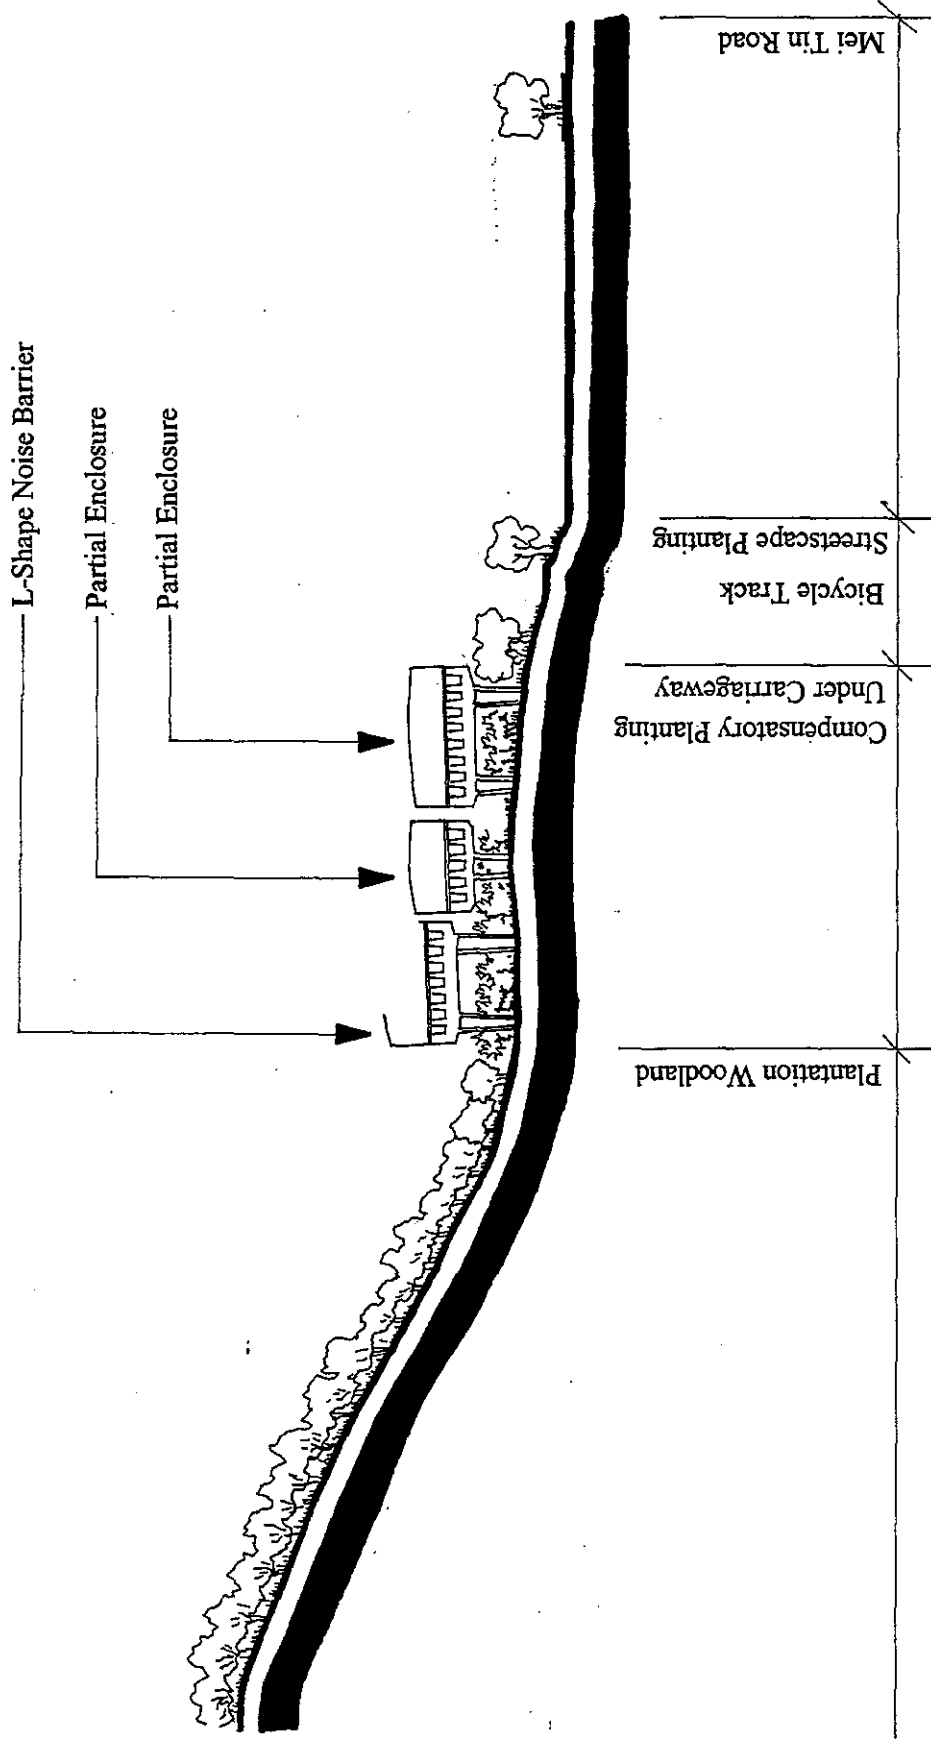 L-Shape Noise Barrier
Partial Enclosure
Partial Enclosure
Plantation Woodland
Compensatory Planting
Under Carriageway
Bicycle Track
Streetscape Planting
Mei Tin Road